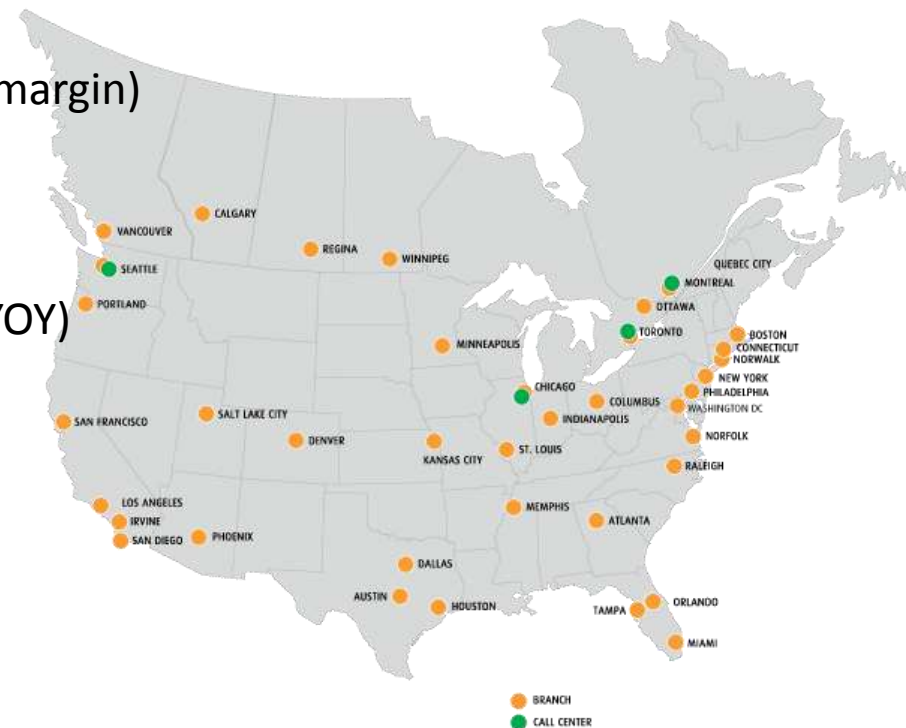 margin)
YOY)
CALGARY
VANCOUVER
REGINA
WINNIPEG
QUEBEC CITY
SEATTLE
MONTREAL
PORTLAND
OTTAWA
TORONTO
BOSTON
MINNEAPOLIS
CONNECTICUT
NORWALK
NEW YORK
CHICAGO
PHILADELPHIA
COLUMBUS
WASHINGTON DC
SALT LAKE CITY
INDIANAPOLIS
SAN FRANCISCO
NORFOLK
DENVER
ST. LOUIS
KANSAS CITY
RALEIGH
LOS ANGELES
MEMPHIS
IRVINE
ATLANTA
SAN DIEGO
PHOENIX
DALLAS
AUSTIN
HOUSTON
ORLANDO
TAMPA
MIAMI
BRANCH
CALL CENTER